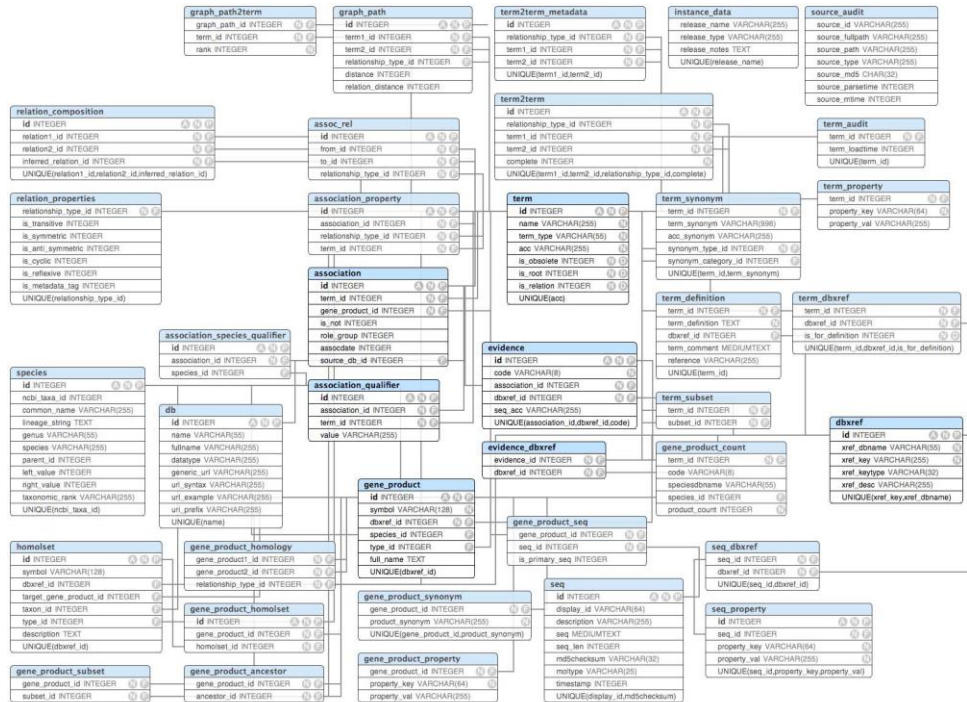 graph_path2term
graph_path_id INTEGER N F
term_id INTEGER N F
rank INTEGER N
graph_path
id INTEGER A N P
term1_id INTEGER N F
term2_id INTEGER N F
relationship_type_id INTEGER F
distance INTEGER
relation_distance INTEGER
term2term_metadata
id INTEGER A N P
relationship_type_id INTEGER N F
term1_id INTEGER N F
term2_id INTEGER N F
UNIQUE(term1_id,term2_id)
instance_data
release_name VARCHAR(255)
release_type VARCHAR(255)
release_notes TEXT
UNIQUE(release_name)
source_audit
source_id VARCHAR(255)
source_fullpath VARCHAR(255)
source_path VARCHAR(255)
source_type VARCHAR(255)
source_md5 CHAR(32)
source_parsetime INTEGER
source_mtime INTEGER
relation_composition
id INTEGER A N P
relation1_id INTEGER N F
relation2_id INTEGER N F
inferred_relation_id INTEGER N F
UNIQUE(relation1_id,relation2_id,inferred_relation_id)
assoc_rel
id INTEGER A N P
from_id INTEGER N F
to_id INTEGER N F
relationship_type_id INTEGER N F
term2term
id INTEGER A N P
relationship_type_id INTEGER N F
term1_id INTEGER N F
term2_id INTEGER N F
complete INTEGER N
UNIQUE(term1_id,term2_id,relationship_type_id,complete)
term_audit
term_id INTEGER N F
term_loadtime INTEGER
UNIQUE(term_id)
relation_properties
relationship_type_id INTEGER N F
is_transitive INTEGER
is_symmetric INTEGER
is_anti_symmetric INTEGER
is_cyclic INTEGER
is_reflexive INTEGER
is_metadata_tag INTEGER
UNIQUE(relationship_type_id)
association_property
id INTEGER A N P
association_id INTEGER N F
relationship_type_id INTEGER N F
term_id INTEGER N F
term
id INTEGER A N P
name VARCHAR(255) N
term_type VARCHAR(55) N
acc VARCHAR(255) N
is_obsolete INTEGER N D
is_root INTEGER N D
is_relation INTEGER N D
UNIQUE(acc)
term_synonym
term_id INTEGER N F
term_synonym VARCHAR(996)
acc_synonym VARCHAR(255)
synonym_type_id INTEGER N F
synonym_category_id INTEGER F
UNIQUE(term_id,term_synonym)
term_property
term_id INTEGER N F
property_key VARCHAR(64) N
property_val VARCHAR(255)
association
id INTEGER A N P
term_id INTEGER N F
gene_product_id INTEGER N F
is_not INTEGER
role_group INTEGER
assocdate INTEGER
source_db_id INTEGER F
term_definition
term_id INTEGER N F
term_definition TEXT N
dbxref_id INTEGER F
term_comment MEDIUMTEXT
reference VARCHAR(255)
UNIQUE(term_id)
term_dbxref
term_id INTEGER N F
dbxref_id INTEGER N F
is_for_definition INTEGER N D
UNIQUE(term_id,dbxref_id,is_for_definition)
association_species_qualifier
id INTEGER A N P
association_id INTEGER N F
species_id INTEGER F
evidence
id INTEGER A N P
code VARCHAR(8) N
association_id INTEGER N F
dbxref_id INTEGER N F
seq_acc VARCHAR(255)
UNIQUE(association_id,dbxref_id,code)
species
id INTEGER A N P
ncbi_taxa_id INTEGER
common_name VARCHAR(255)
lineage_string TEXT
genus VARCHAR(55)
species VARCHAR(255)
parent_id INTEGER
left_value INTEGER
right_value INTEGER
taxonomic_rank VARCHAR(255)
UNIQUE(ncbi_taxa_id)
association_qualifier
id INTEGER A N P
association_id INTEGER N F
term_id INTEGER N F
value VARCHAR(255)
db
id INTEGER A N P
name VARCHAR(55)
fullname VARCHAR(255)
datatype VARCHAR(255)
generic_url VARCHAR(255)
url_syntax VARCHAR(255)
url_example VARCHAR(255)
uri_prefix VARCHAR(255)
UNIQUE(name)
term_subset
term_id INTEGER N F
subset_id INTEGER N F
dbxref
id INTEGER A N P
xref_dbname VARCHAR(55) N
xref_key VARCHAR(255) N
xref_keytype VARCHAR(32)
xref_desc VARCHAR(255)
UNIQUE(xref_key,xref_dbname)
evidence_dbxref
evidence_id INTEGER N F
dbxref_id INTEGER N F
gene_product_count
term_id INTEGER N F
code VARCHAR(8)
speciesdbname VARCHAR(55)
species_id INTEGER F
product_count INTEGER N
gene_product
id INTEGER A N P
symbol VARCHAR(128) N
dbxref_id INTEGER N F
species_id INTEGER F
type_id INTEGER F
full_name TEXT
UNIQUE(dbxref_id)
gene_product_seq
gene_product_id INTEGER N F
seq_id INTEGER N F
is_primary_seq INTEGER
homolset
id INTEGER A N P
symbol VARCHAR(128)
dbxref_id INTEGER F
target_gene_product_id INTEGER F
taxon_id INTEGER F
type_id INTEGER F
description TEXT
UNIQUE(dbxref_id)
gene_product_homology
gene_product1_id INTEGER N F
gene_product2_id INTEGER N F
relationship_type_id INTEGER N F
seq_dbxref
seq_id INTEGER N F
dbxref_id INTEGER N F
UNIQUE(seq_id,dbxref_id)
gene_product_synonym
gene_product_id INTEGER N F
product_synonym VARCHAR(255) N
UNIQUE(gene_product_id,product_synonym)
seq
id INTEGER A N P
display_id VARCHAR(64)
description VARCHAR(255)
seq MEDIUMTEXT
seq_len INTEGER
md5checksum VARCHAR(32)
moltype VARCHAR(25)
timestamp INTEGER
UNIQUE(display_id,md5checksum)
gene_product_homolset
id INTEGER A N P
gene_product_id INTEGER N F
homolset_id INTEGER N F
seq_property
id INTEGER A N P
seq_id INTEGER N F
property_key VARCHAR(64) N
property_val VARCHAR(255) N
UNIQUE(seq_id,property_key,property_val)
gene_product_property
gene_product_id INTEGER N F
property_key VARCHAR(64) N
property_val VARCHAR(255)
gene_product_subset
gene_product_id INTEGER N F
subset_id INTEGER N F
gene_product_ancestor
gene_product_id INTEGER N F
ancestor_id INTEGER N F